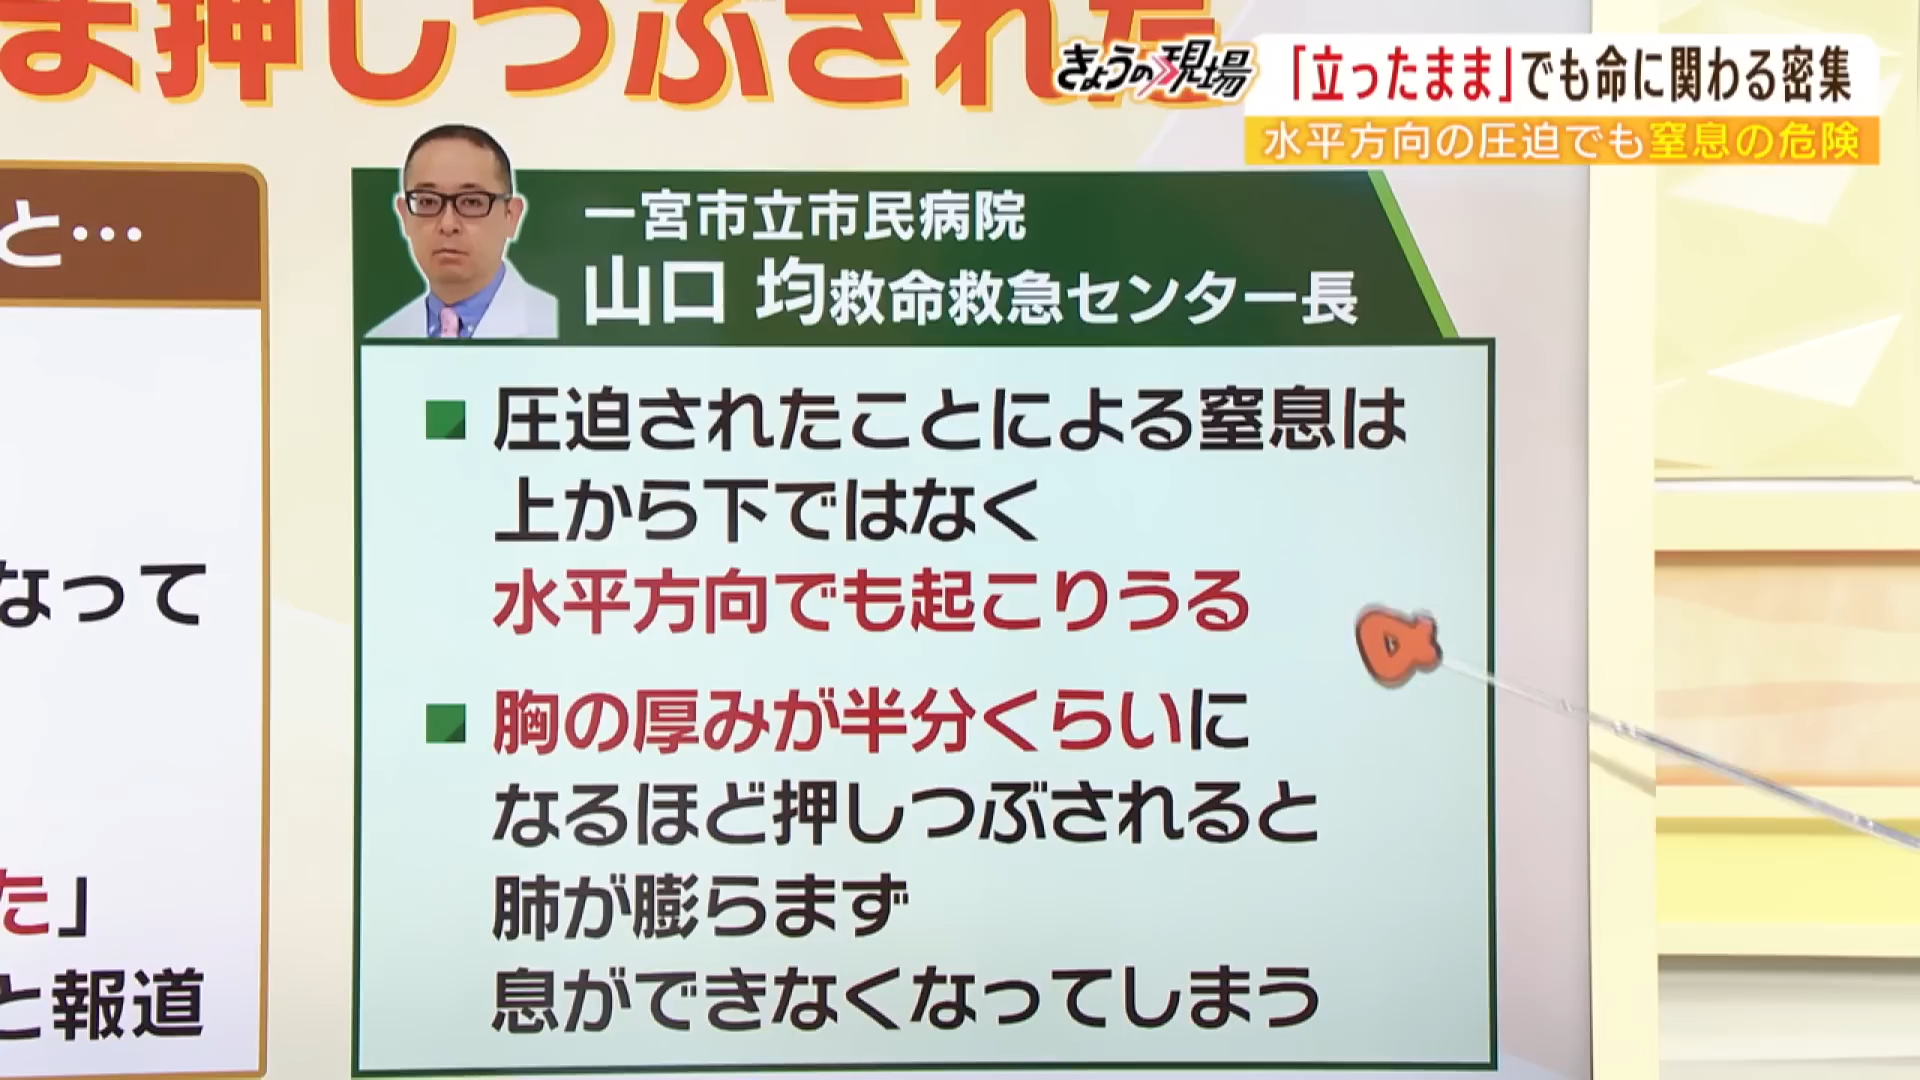 ま押しつぶされた
きょうの現場
「立ったまま」でも命に関わる密集
水平方向の圧迫でも窒息の危険
と…
なって
た」
と報道
一宮市立市民病院
山口 均救命救急センター長
圧迫されたことによる窒息は
上から下ではなく
水平方向でも起こりうる
胸の厚みが半分くらいに
なるほど押しつぶされると
肺が膨らまず
息ができなくなってしまう